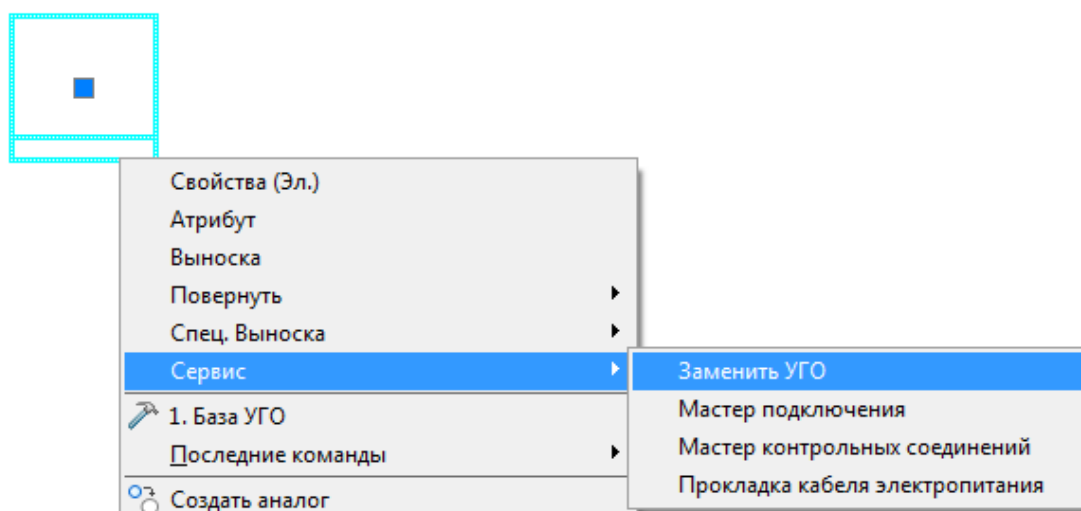 Свойства (Эл.)
Атрибут
Выноска
Повернуть
Спец. Выноска
Сервис
1. База УГО
Последние команды
Создать аналог
Заменить УГО
Мастер подключения
Мастер контрольных соединений
Прокладка кабеля электропитания